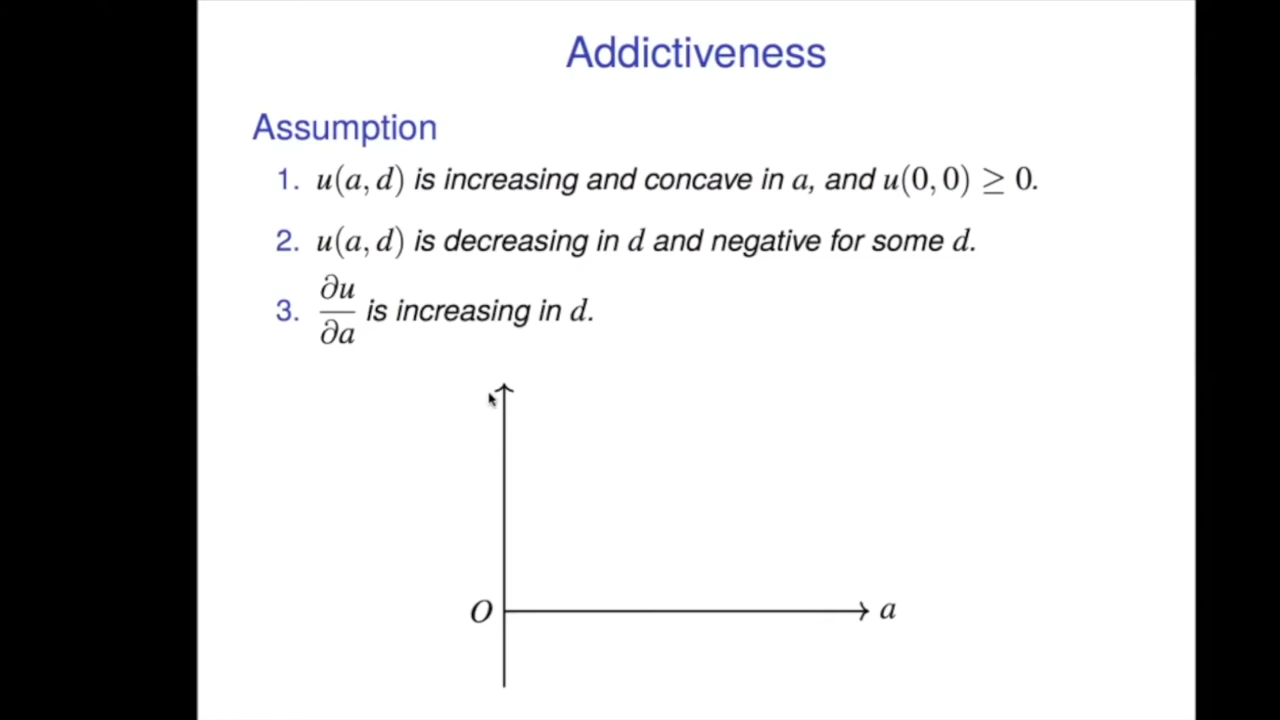 Addictiveness
Assumption
1. u(a, d) is increasing and concave in a, and u(0, 0) ≥ 0.
2. u(a, d) is decreasing in d and negative for some d.
3. ∂u/∂a is increasing in d.
O
a